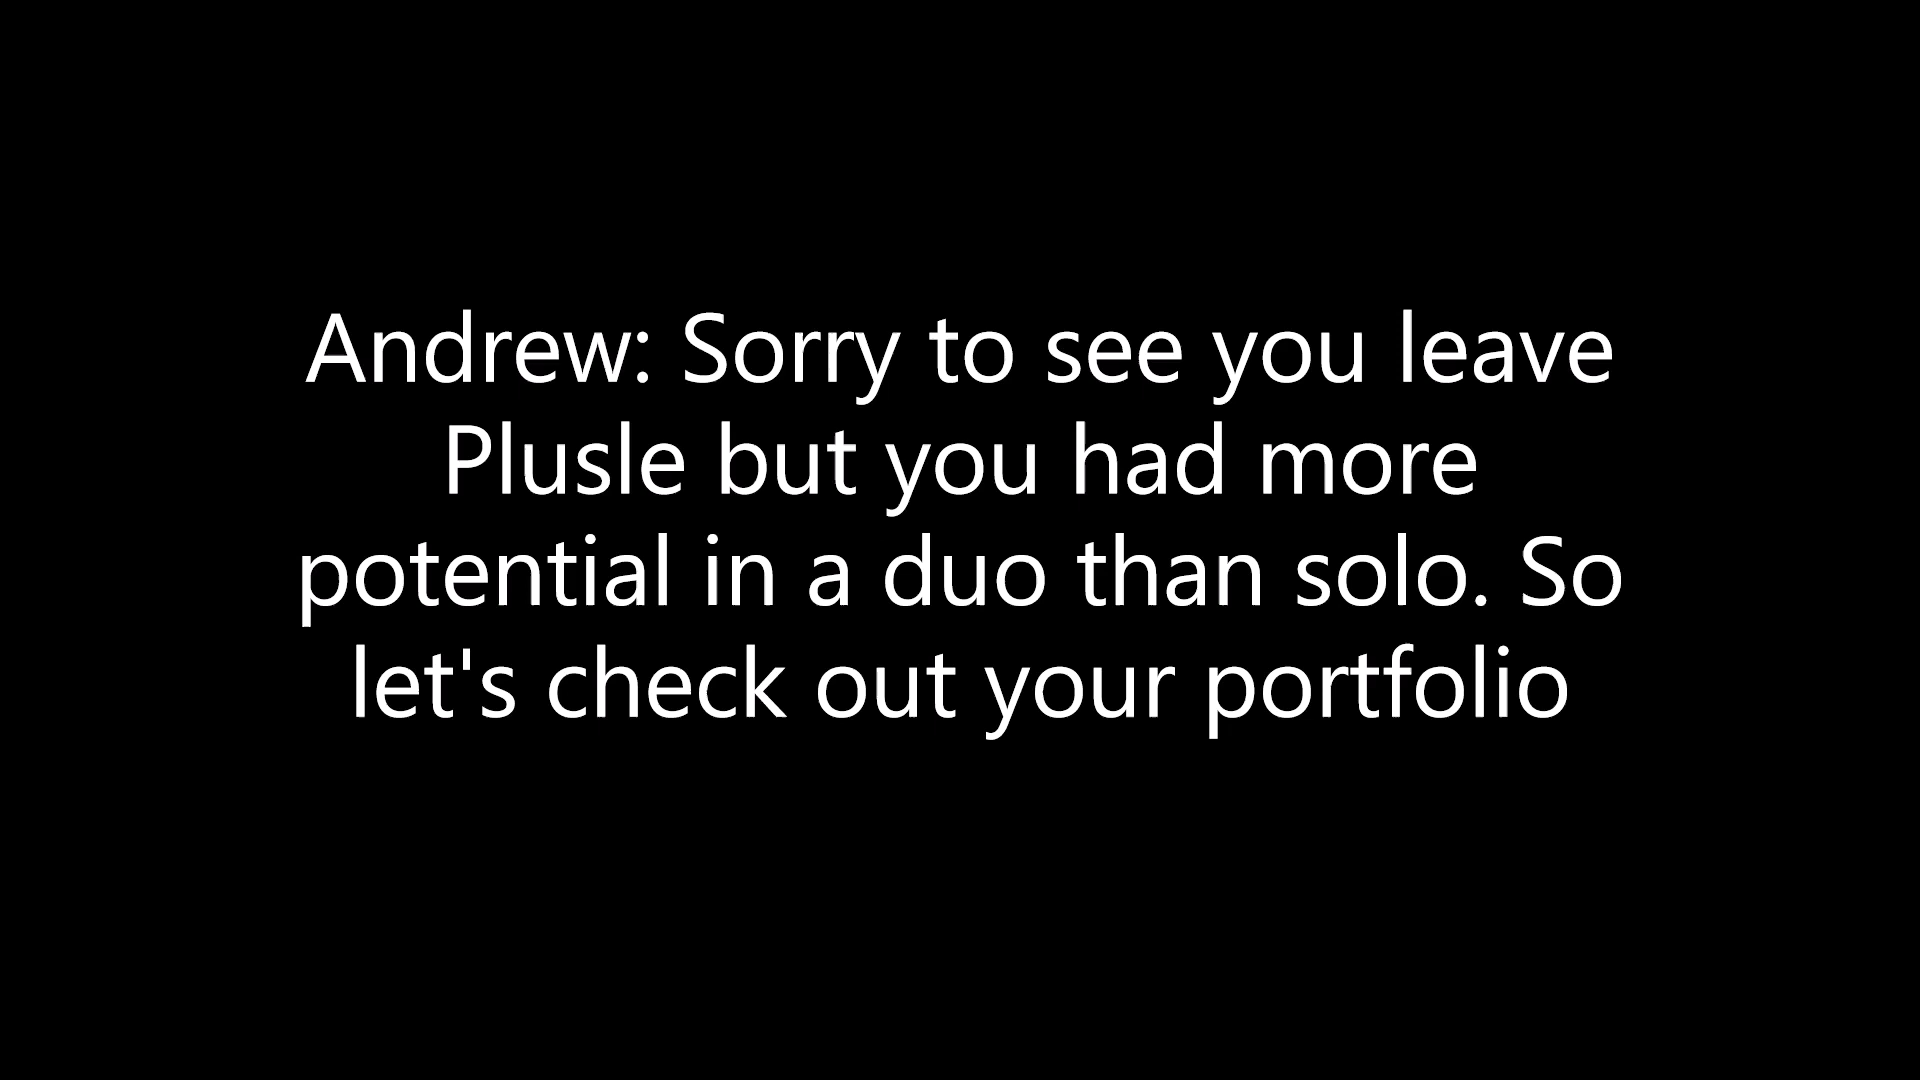 Andrew: Sorry to see you leave
Plusle but you had more
potential in a duo than solo. So
let's check out your portfolio